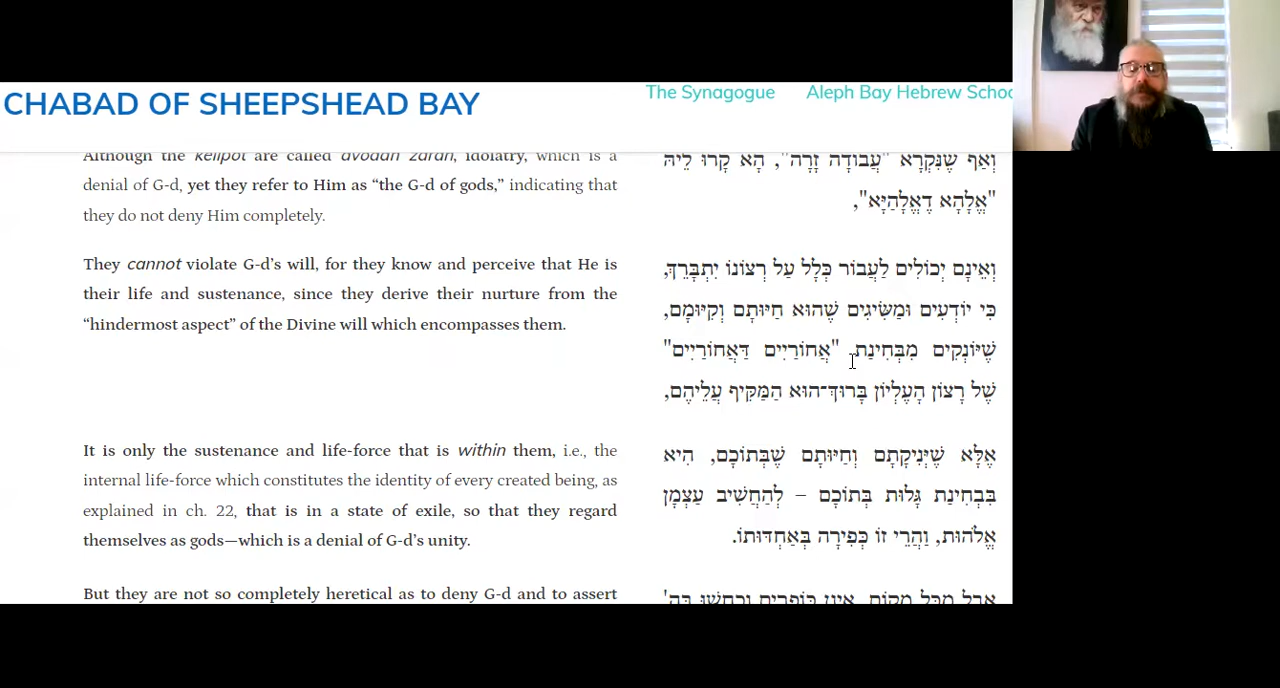 CHABAD OF SHEEPSHEAD BAY
The Synagogue Aleph Bay Hebrew Schoo
Although the kelipot are called avodah zarah, idolatry, which is a
denial of G-d, yet they refer to Him as “the G-d of gods,” indicating that
they do not deny Him completely.
וְאַף שֶׁנִּקְרָא "עֲבוֹדָה זָרָה", הָא קָרוּ לֵיהּ
"אֱלָהָא דֶאֱלָהַיָּא",
They cannot violate G-d’s will, for they know and perceive that He is
their life and sustenance, since they derive their nurture from the
“hindermost aspect” of the Divine will which encompasses them.
וְאֵינָם יְכוֹלִים לַעֲבוֹר כְּלָל עַל רְצוֹנוֹ יִתְבָּרֵךְ,
כִּי יוֹדְעִים וּמַשִּׂיגִים שֶׁהוּא חַיּוּתָם וְקִיּוּמָם,
שֶׁיּוֹנְקִים מִבְּחִינַת "אֲחוֹרַיִים דַּאֲחוֹרַיִים"
שֶׁל רָצוֹן הָעֶלְיוֹן בָּרוּךְ־הוּא הַמַּקִּיף עֲלֵיהֶם,
It is only the sustenance and life-force that is within them, i.e., the
internal life-force which constitutes the identity of every created being, as
explained in ch. 22, that is in a state of exile, so that they regard
themselves as gods—which is a denial of G-d’s unity.
אֶלָּא שֶׁיְּנִיקָתָם וְחַיּוּתָם שֶׁבְּתוֹכָם, הִיא
בִּבְחִינַת גָּלוּת בְּתוֹכָם – לְהַחֲשִׁיב עַצְמָן
אֱלֹהוּת, וַהֲרֵי זוֹ כְּפִירָה בְּאַחְדּוּתוֹ.
But they are not so completely heretical as to deny G-d and to assert
אֲבָל מִכָּל מָקוֹם, אֵינָן כּוֹפְרִים וְכִחֲשׁוּ בַּה'